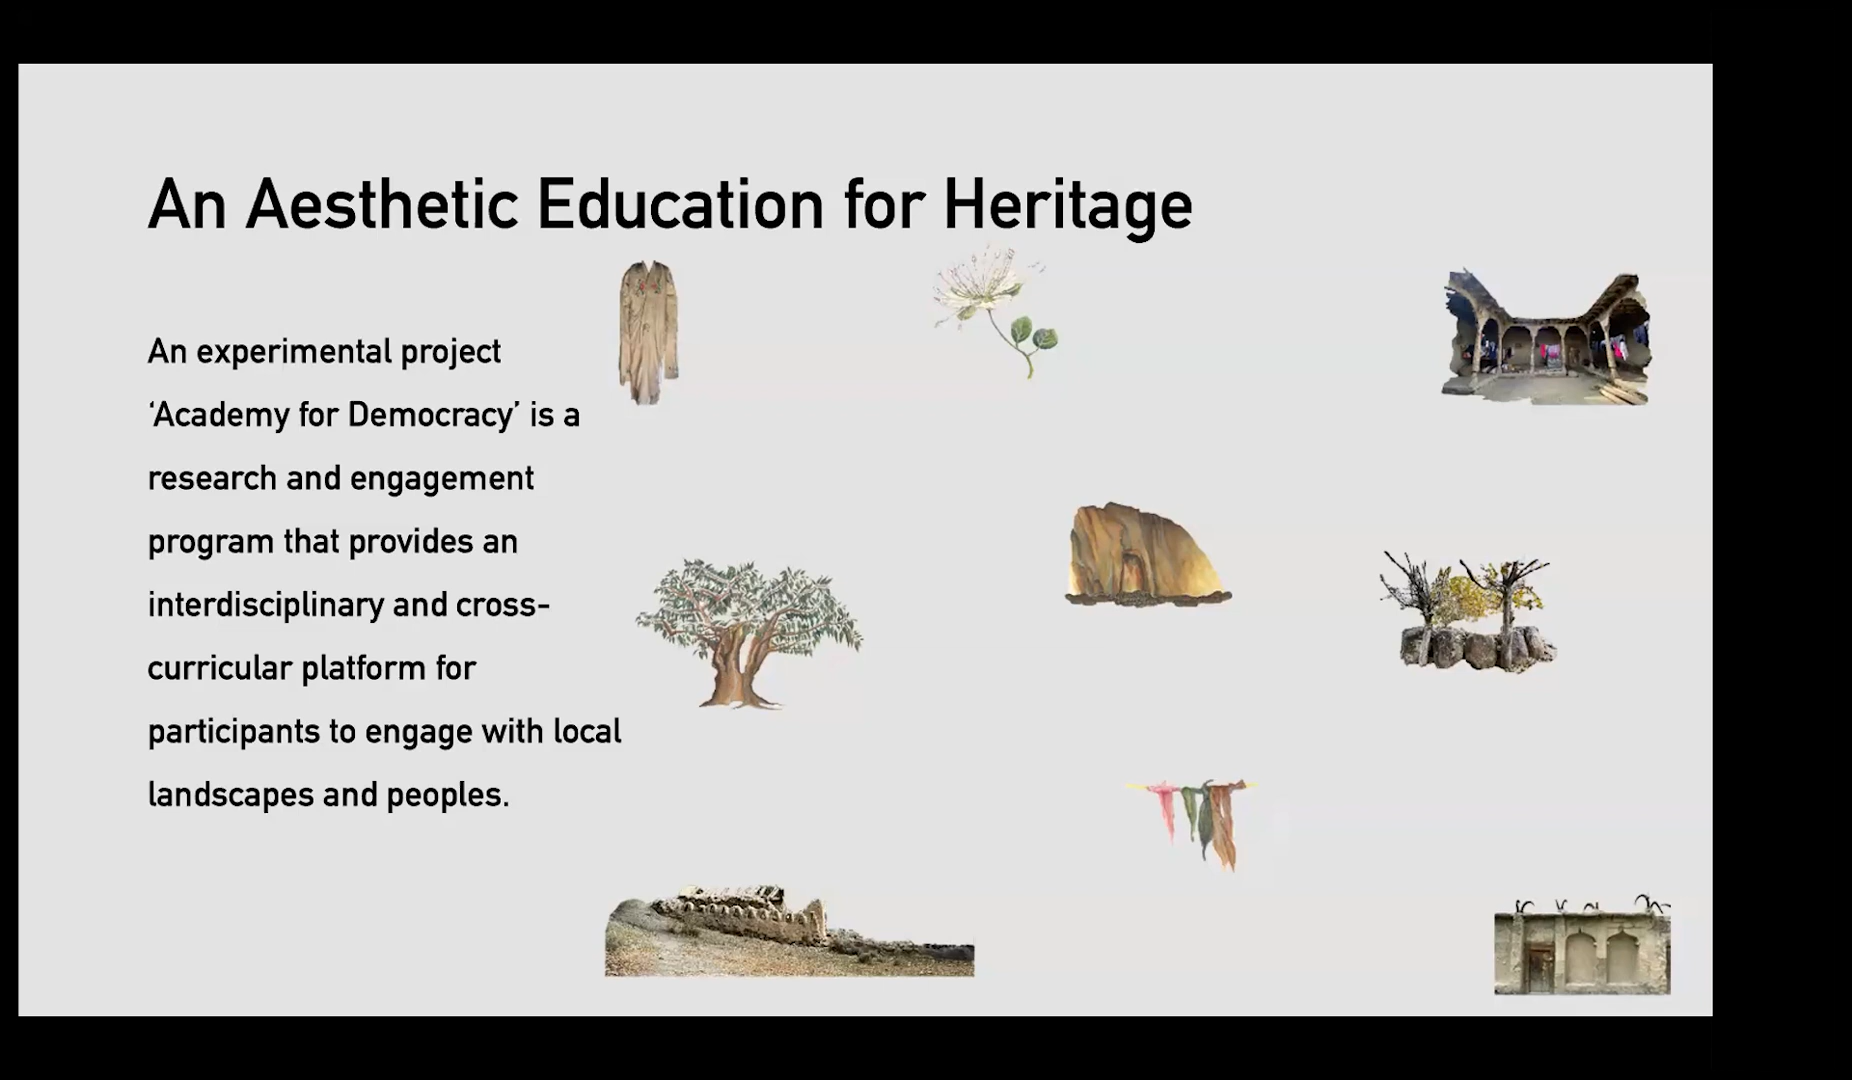 An Aesthetic Education for Heritage
An experimental project
‘Academy for Democracy’ is a
research and engagement
program that provides an
interdisciplinary and cross-
curricular platform for
participants to engage with local
landscapes and peoples.